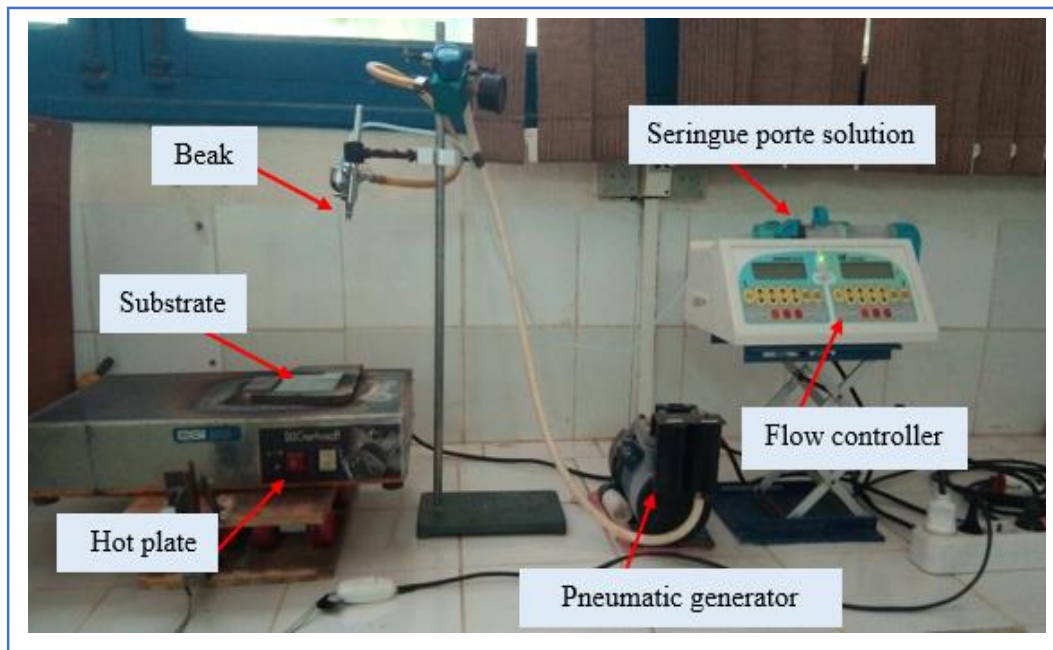 Beak
Seringue porte solution
Substrate
Flow controller
Hot plate
Pneumatic generator